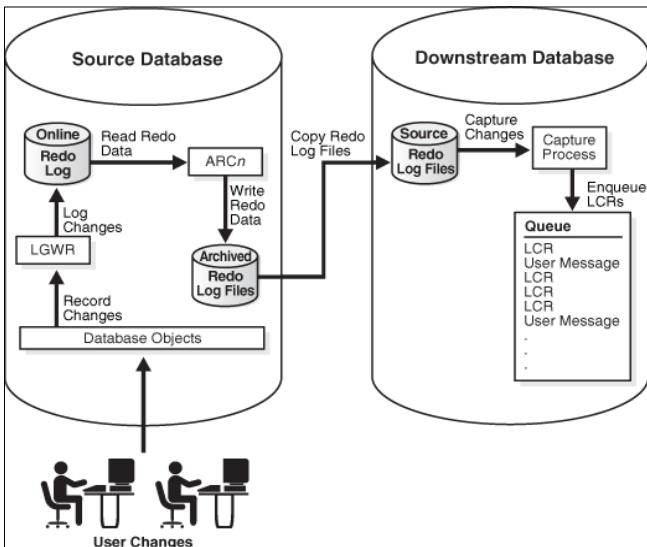 Source Database
Downstream Database
Online
Redo
Log
Read Redo
Data
ARCn
Write
Redo
Data
Archived
Redo
Log Files
Log
Changes
LGWR
Record
Changes
Database Objects
User Changes
Copy Redo
Log Files
Source
Redo
Log Files
Capture
Changes
Capture
Process
Enqueue
LCRs
Queue
LCR
User Message
LCR
LCR
LCR
User Message
.
.
.